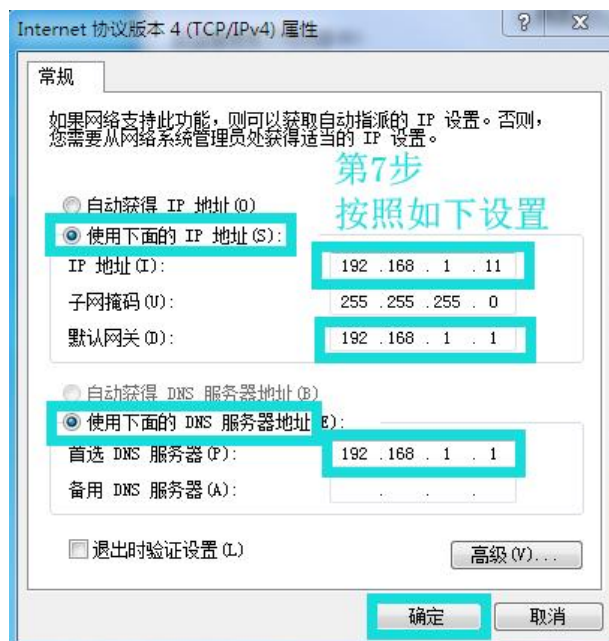 Internet 协议版本 4 (TCP/IPv4) 属性
常规
如果网络支持此功能，则可以获取自动指派的 IP 设置。否则，
您需要从网络系统管理员处获得适当的 IP 设置。
第7步
按照如下设置
自动获得 IP 地址(O)
使用下面的 IP 地址(S):
IP 地址(I): 192 .168 . 1 . 11
子网掩码(U): 255 .255 .255 . 0
默认网关(D): 192 .168 . 1 . 1
自动获得 DNS 服务器地址(B)
使用下面的 DNS 服务器地址(E):
首选 DNS 服务器(P): 192 .168 . 1 . 1
备用 DNS 服务器(A): . . .
退出时验证设置(L)
高级(V)...
确定 取消